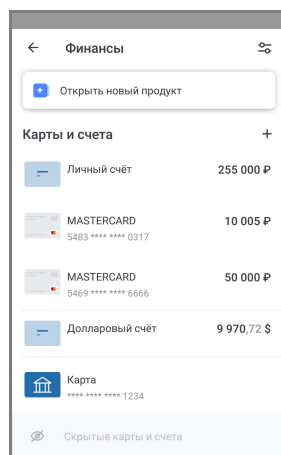 Финансы
Открыть новый продукт
Карты и счета
Личный счёт 255 000 ₽
MASTERCARD 10 005 ₽
5483 **** **** 0317
MASTERCARD 50 000 ₽
5469 **** **** 6666
Долларовый счёт 9 970,72 $
Карта
**** **** **** 1234
Скрытые карты и счета